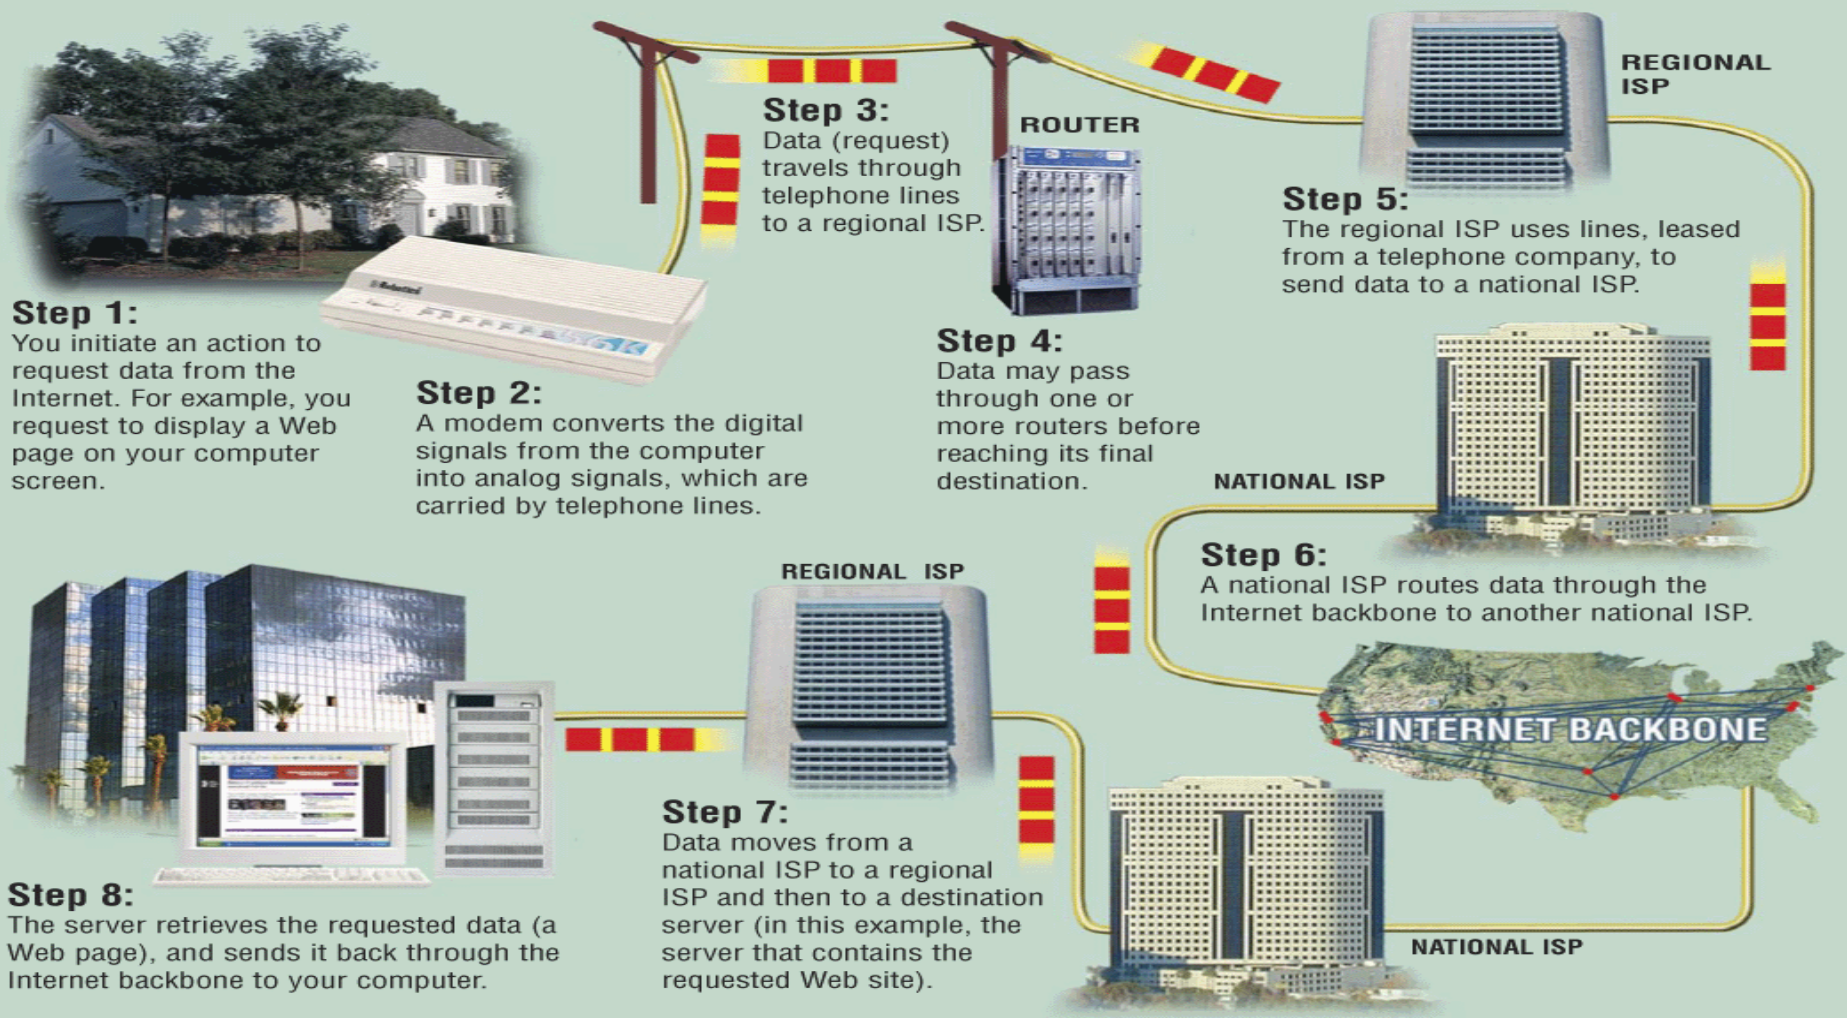 Step 1:
You initiate an action to
request data from the
Internet. For example, you
request to display a Web
page on your computer
screen.
Step 2:
A modem converts the digital
signals from the computer
into analog signals, which are
carried by telephone lines.
Step 3:
Data (request)
travels through
telephone lines
to a regional ISP.
ROUTER
Step 4:
Data may pass
through one or
more routers before
reaching its final
destination.
REGIONAL
ISP
Step 5:
The regional ISP uses lines, leased
from a telephone company, to
send data to a national ISP.
NATIONAL ISP
Step 6:
A national ISP routes data through the
Internet backbone to another national ISP.
INTERNET BACKBONE
NATIONAL ISP
REGIONAL ISP
Step 7:
Data moves from a
national ISP to a regional
ISP and then to a destination
server (in this example, the
server that contains the
requested Web site).
Step 8:
The server retrieves the requested data (a
Web page), and sends it back through the
Internet backbone to your computer.